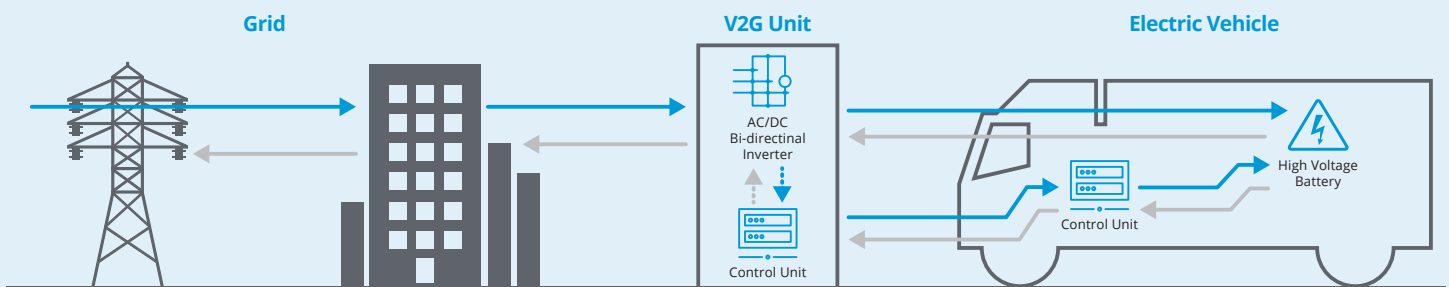 Grid
V2G Unit
Electric Vehicle
AC/DC
Bi-directinal
Inverter
Control Unit
Control Unit
High Voltage
Battery